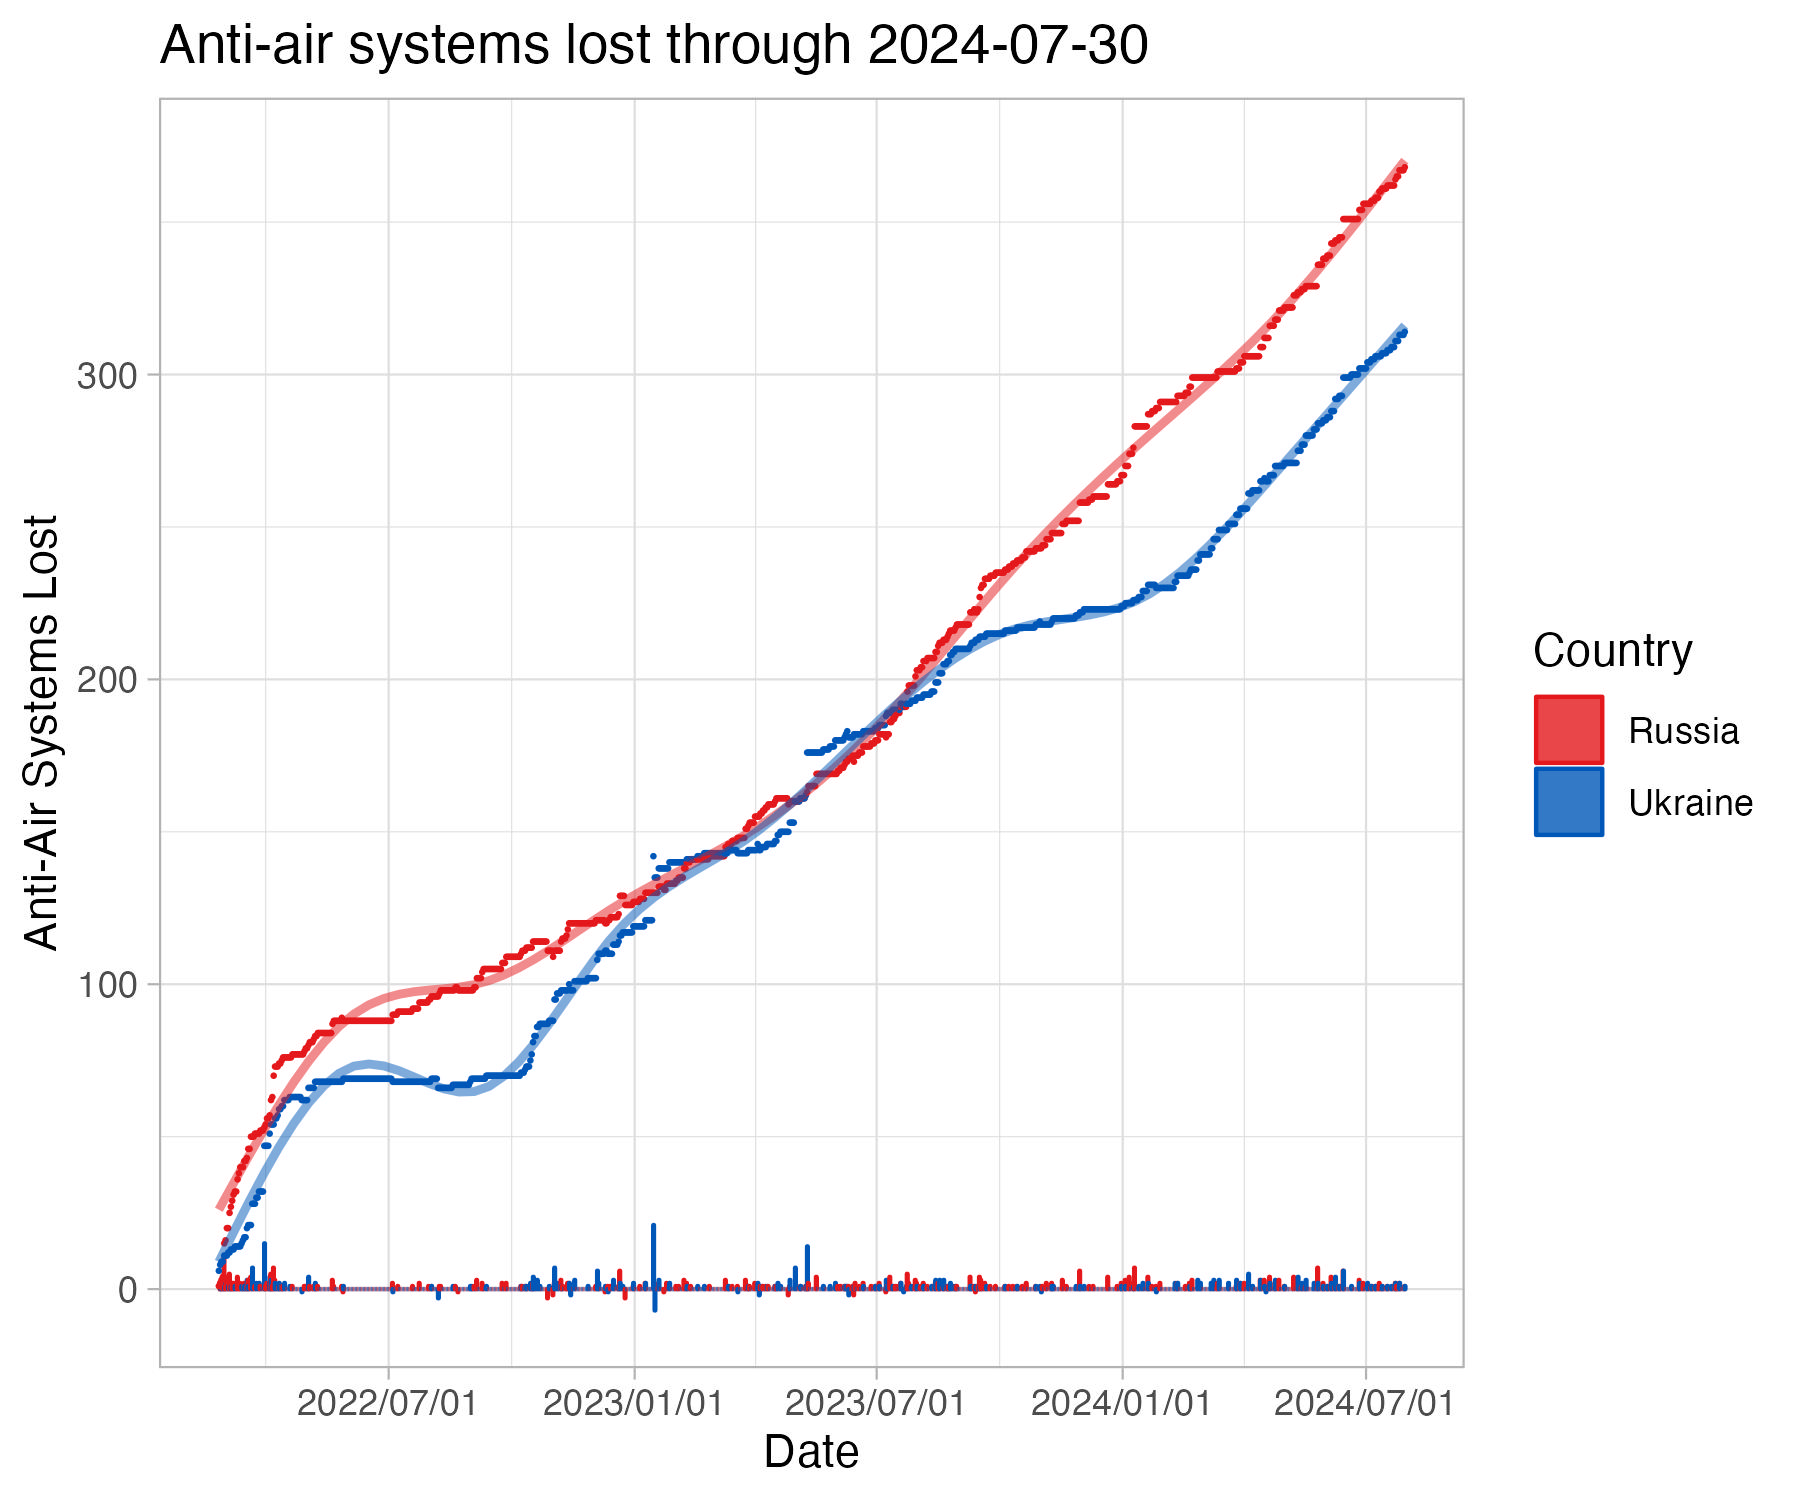 Anti-air systems lost through 2024-07-30
Anti-Air Systems Lost
300
200
100
0
2022/07/01
2023/01/01
2023/07/01
2024/01/01
2024/07/01
Date
Country
Russia
Ukraine